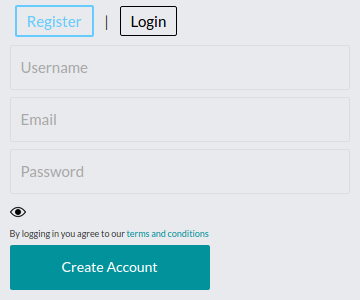 Register | Login
Username
Email
Password
By logging in you agree to our terms and conditions
Create Account